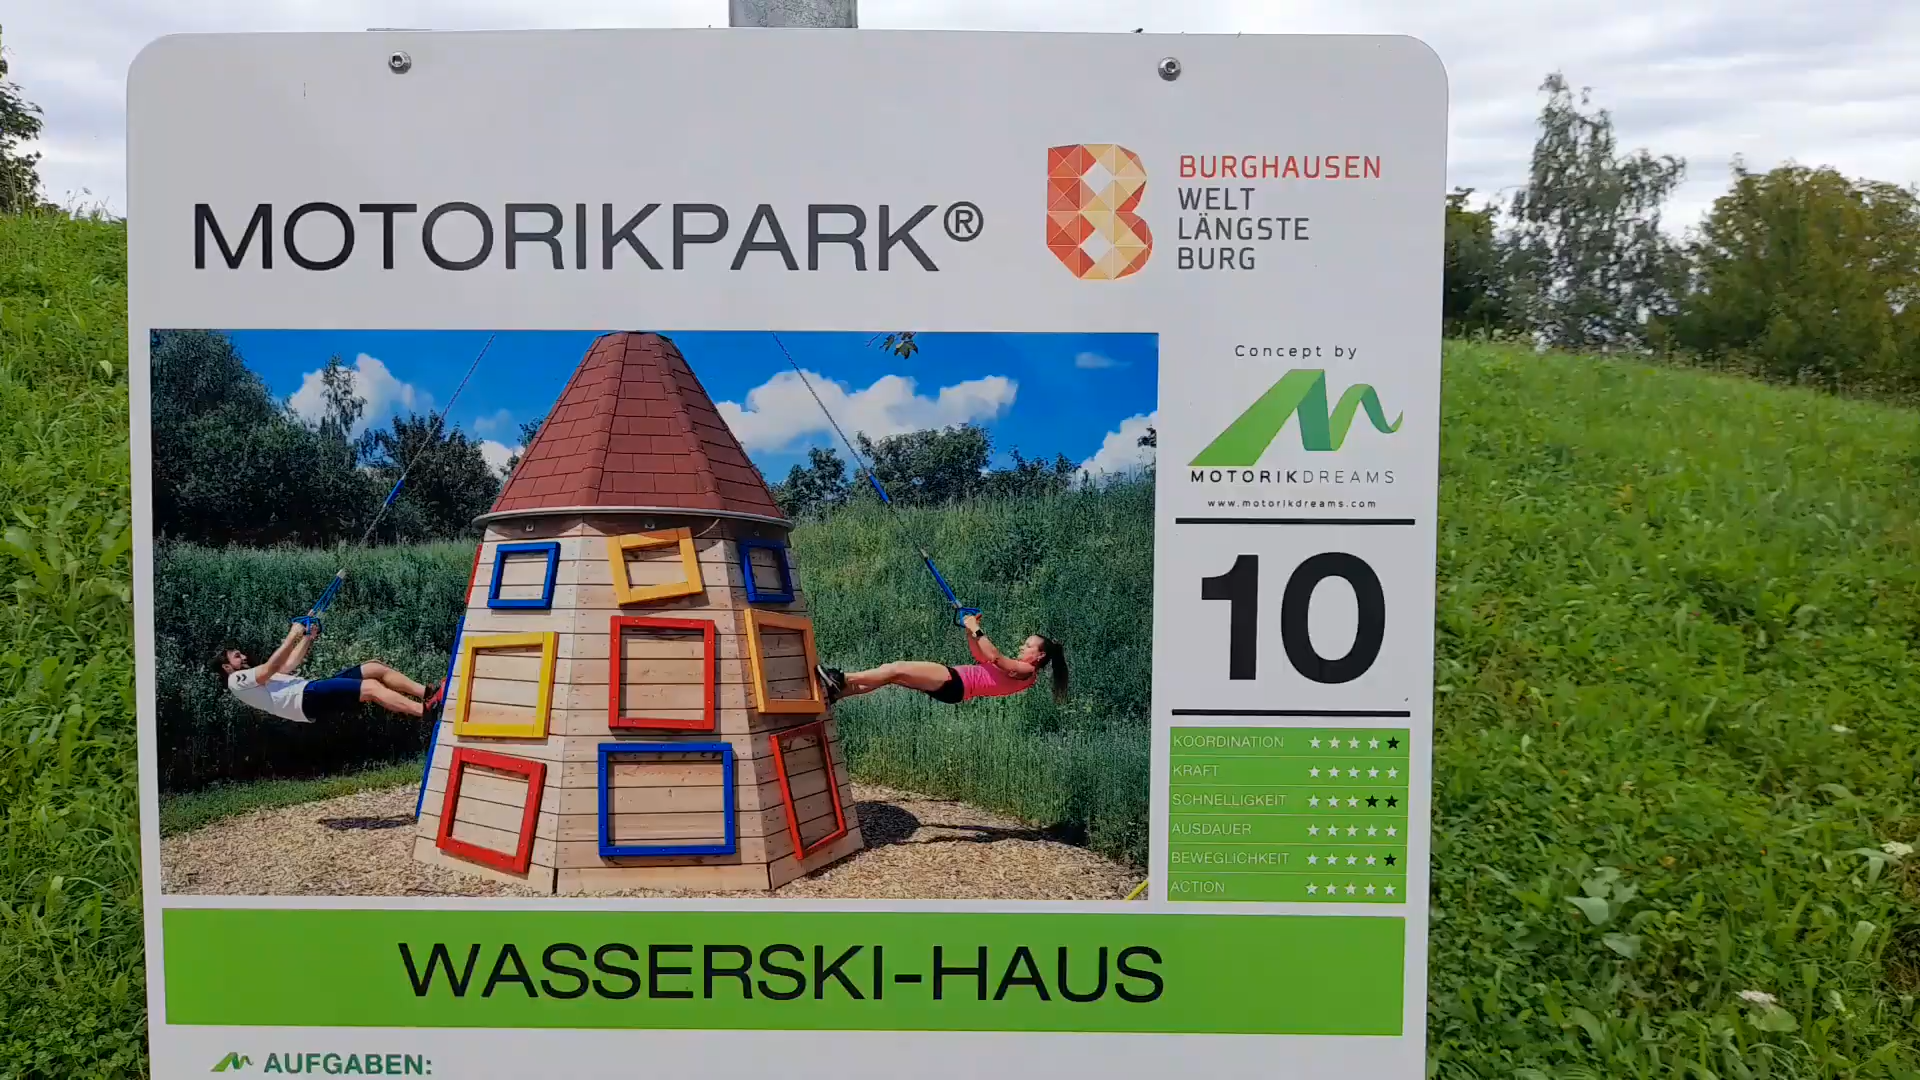 MOTORIKPARK®
BURGHAUSEN
WELT
LÄNGSTE
BURG
Concept by
MOTORIKDREAMS
www.motorikdreams.com
10
KOORDINATION ★★★★★
KRAFT ★★★★★
SCHNELLIGKEIT ★★★★★
AUSDAUER ★★★★★
BEWEGLICHKEIT ★★★★★
ACTION ★★★★★
WASSERSKI-HAUS
AUFGABEN: